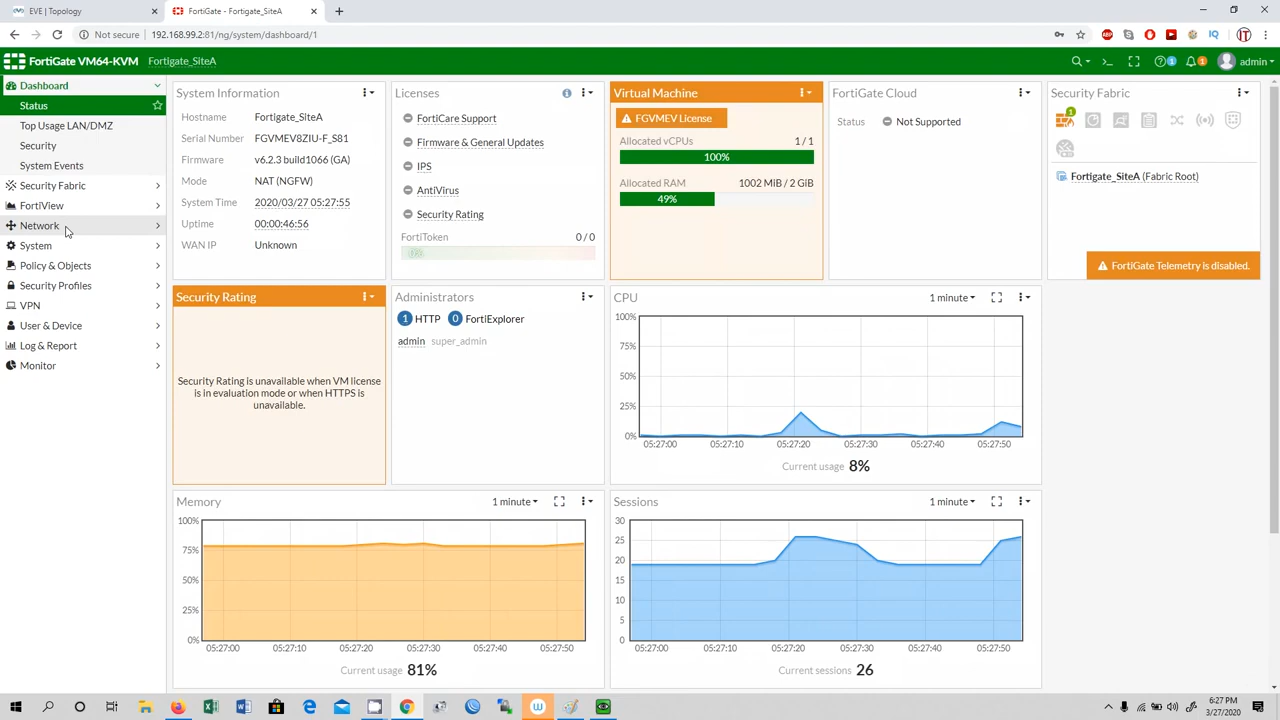 EVE | Topology
FortiGate - Fortigate_SiteA
Not secure | 192.168.99.2:81/ng/system/dashboard/1
FortiGate VM64-KVM Fortigate_SiteA
admin
Dashboard
Status
Top Usage LAN/DMZ
Security
System Events
Security Fabric
FortiView
Network
System
Policy & Objects
Security Profiles
VPN
User & Device
Log & Report
Monitor
System Information
Hostname Fortigate_SiteA
Serial Number FGVMEV8ZIU-F_S81
Firmware v6.2.3 build1066 (GA)
Mode NAT (NGFW)
System Time 2020/03/27 05:27:55
Uptime 00:00:46:56
WAN IP Unknown
Licenses
FortiCare Support
Firmware & General Updates
IPS
AntiVirus
Security Rating
FortiToken 0 / 0
0%
Virtual Machine
FGVMEV License
Allocated vCPUs 1 / 1
100%
Allocated RAM 1002 MiB / 2 GiB
49%
FortiGate Cloud
Status Not Supported
Security Fabric
1
Fortigate_SiteA (Fabric Root)
FortiGate Telemetry is disabled.
Security Rating
Security Rating is unavailable when VM license
is in evaluation mode or when HTTPS is
unavailable.
Administrators
1 HTTP 0 FortiExplorer
admin super_admin
CPU 1 minute
100%
75%
50%
25%
0%
05:27:00 05:27:10 05:27:20 05:27:30 05:27:40 05:27:50
Current usage 8%
Memory 1 minute
100%
75%
50%
25%
0%
05:27:00 05:27:10 05:27:20 05:27:30 05:27:40 05:27:50
Current usage 81%
Sessions 1 minute
30
25
20
15
10
5
0
05:27:00 05:27:10 05:27:20 05:27:30 05:27:40 05:27:50
Current sessions 26
6:27 PM
3/27/2020